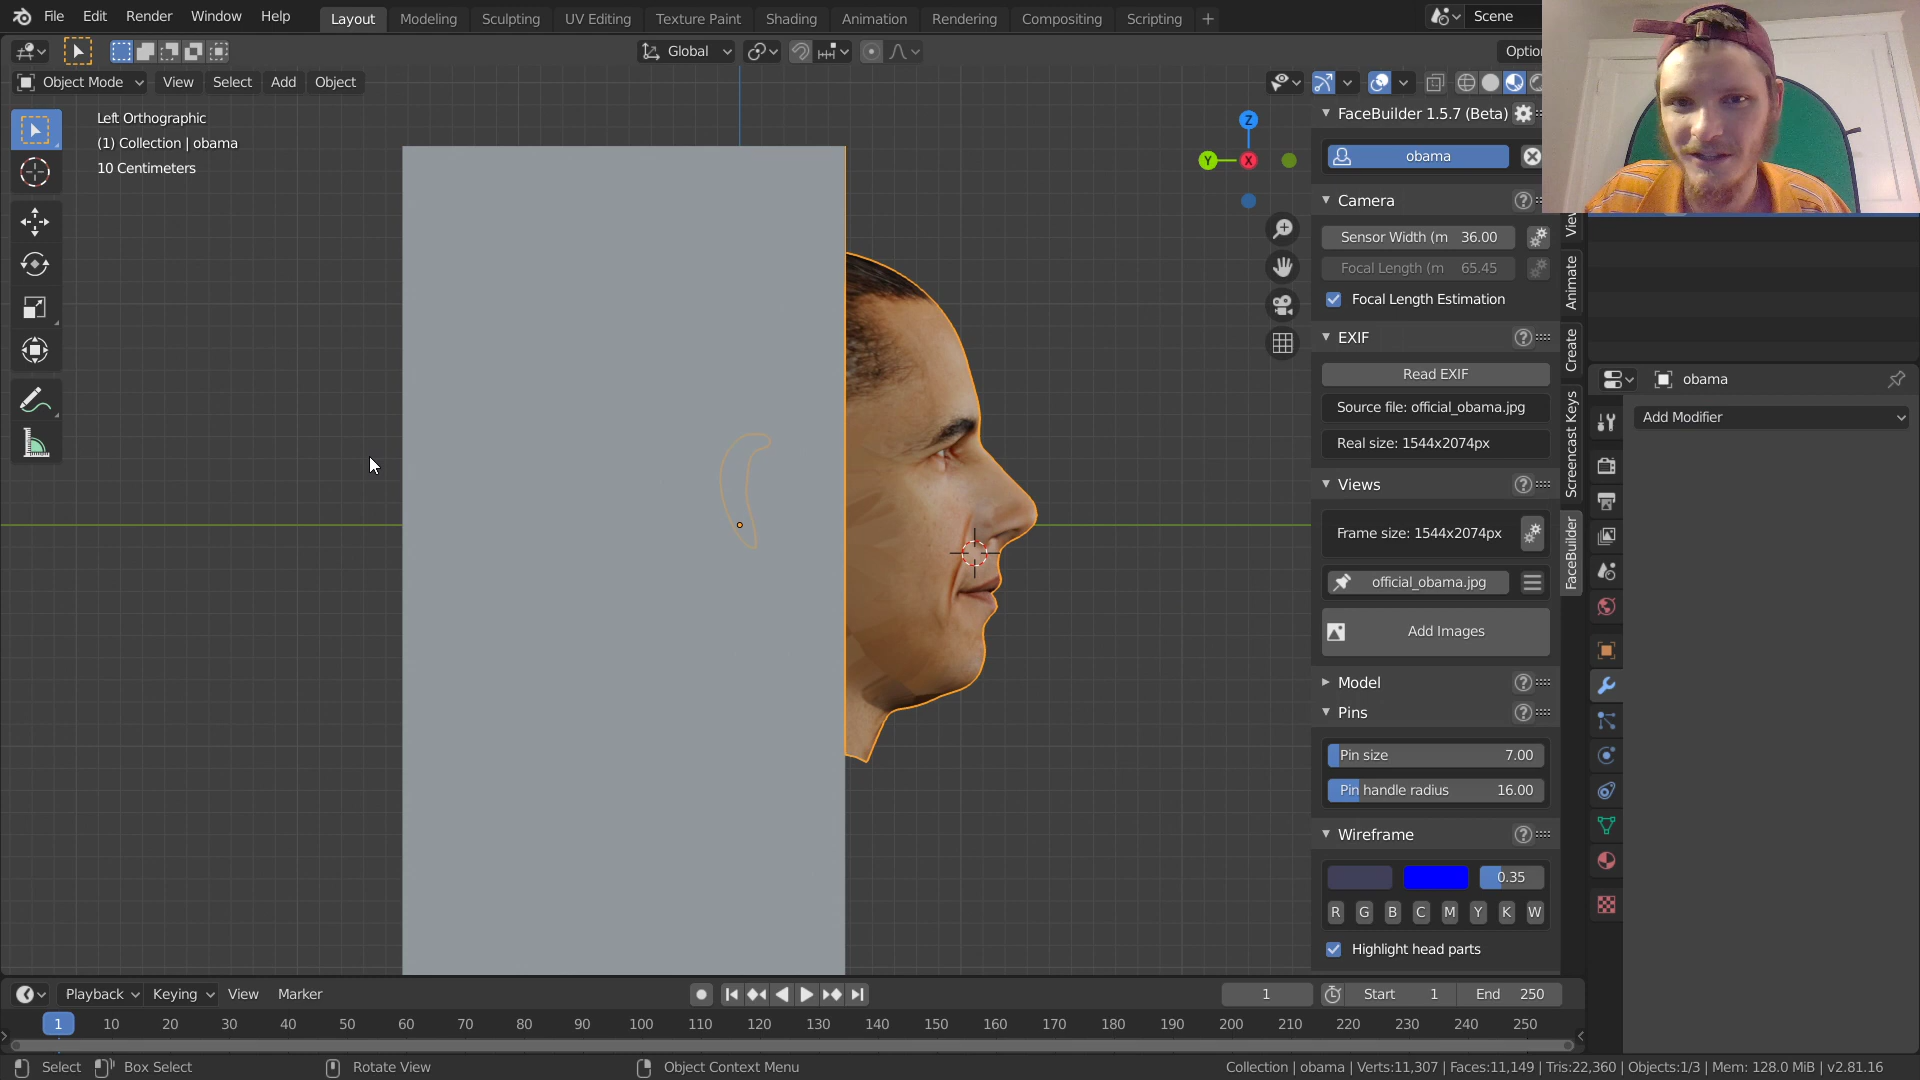 File Edit Render Window Help Layout Modeling Sculpting UV Editing Texture Paint Shading Animation Rendering Compositing Scripting + Scene
Global Optio
Object Mode View Select Add Object
Left Orthographic
(1) Collection | obama
10 Centimeters
Z
Y X
FaceBuilder 1.5.7 (Beta)
obama
Camera
Sensor Width (m 36.00
Focal Length (m 65.45
Focal Length Estimation
EXIF
Read EXIF
Source file: official_obama.jpg
Real size: 1544x2074px
Views
Frame size: 1544x2074px
official_obama.jpg
Add Images
Model
Pins
Pin size 7.00
Pin handle radius 16.00
Wireframe
0.35
R G B C M Y K W
Highlight head parts
Animate
Create
Screencast Keys
FaceBuilder
obama
Add Modifier
Playback Keying View Marker 1 Start 1 End 250
1 10 20 30 40 50 60 70 80 90 100 110 120 130 140 150 160 170 180 190 200 210 220 230 240 250
Select Box Select Rotate View Object Context Menu Collection | obama | Verts:11,307 | Faces:11,149 | Tris:22,360 | Objects:1/3 | Mem: 128.0 MiB | v2.81.16